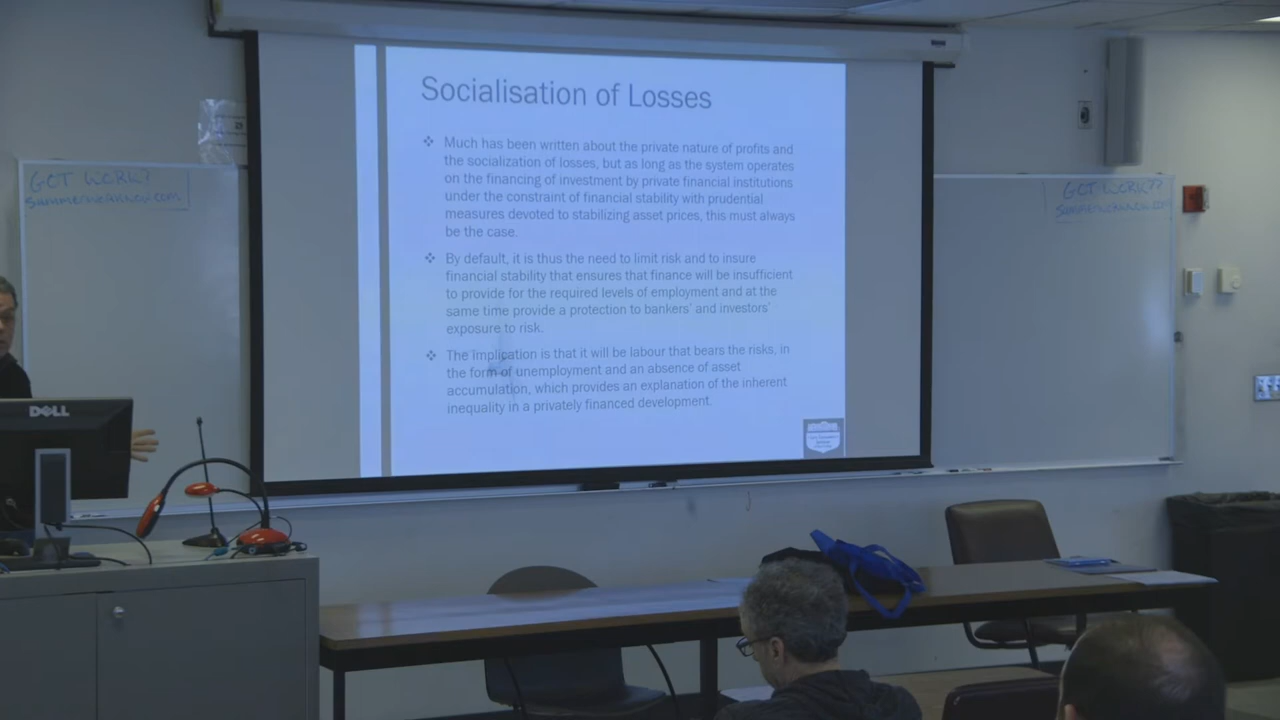 Socialisation of Losses
Much has been written about the private nature of profits and
the socialization of losses, but as long as the system operates
on the financing of investment by private financial institutions
under the constraint of financial stability with prudential
measures devoted to stabilizing asset prices, this must always
be the case.
By default, it is thus the need to limit risk and to insure
financial stability that ensures that finance will be insufficient
to provide for the required levels of employment and at the
same time provide a protection to bankers’ and investors’
exposure to risk.
The implication is that it will be labour that bears the risks, in
the form of unemployment and an absence of asset
accumulation, which provides an explanation of the inherent
inequality in a privately financed development.
GOT WORK?
GOT WORK??
DELL